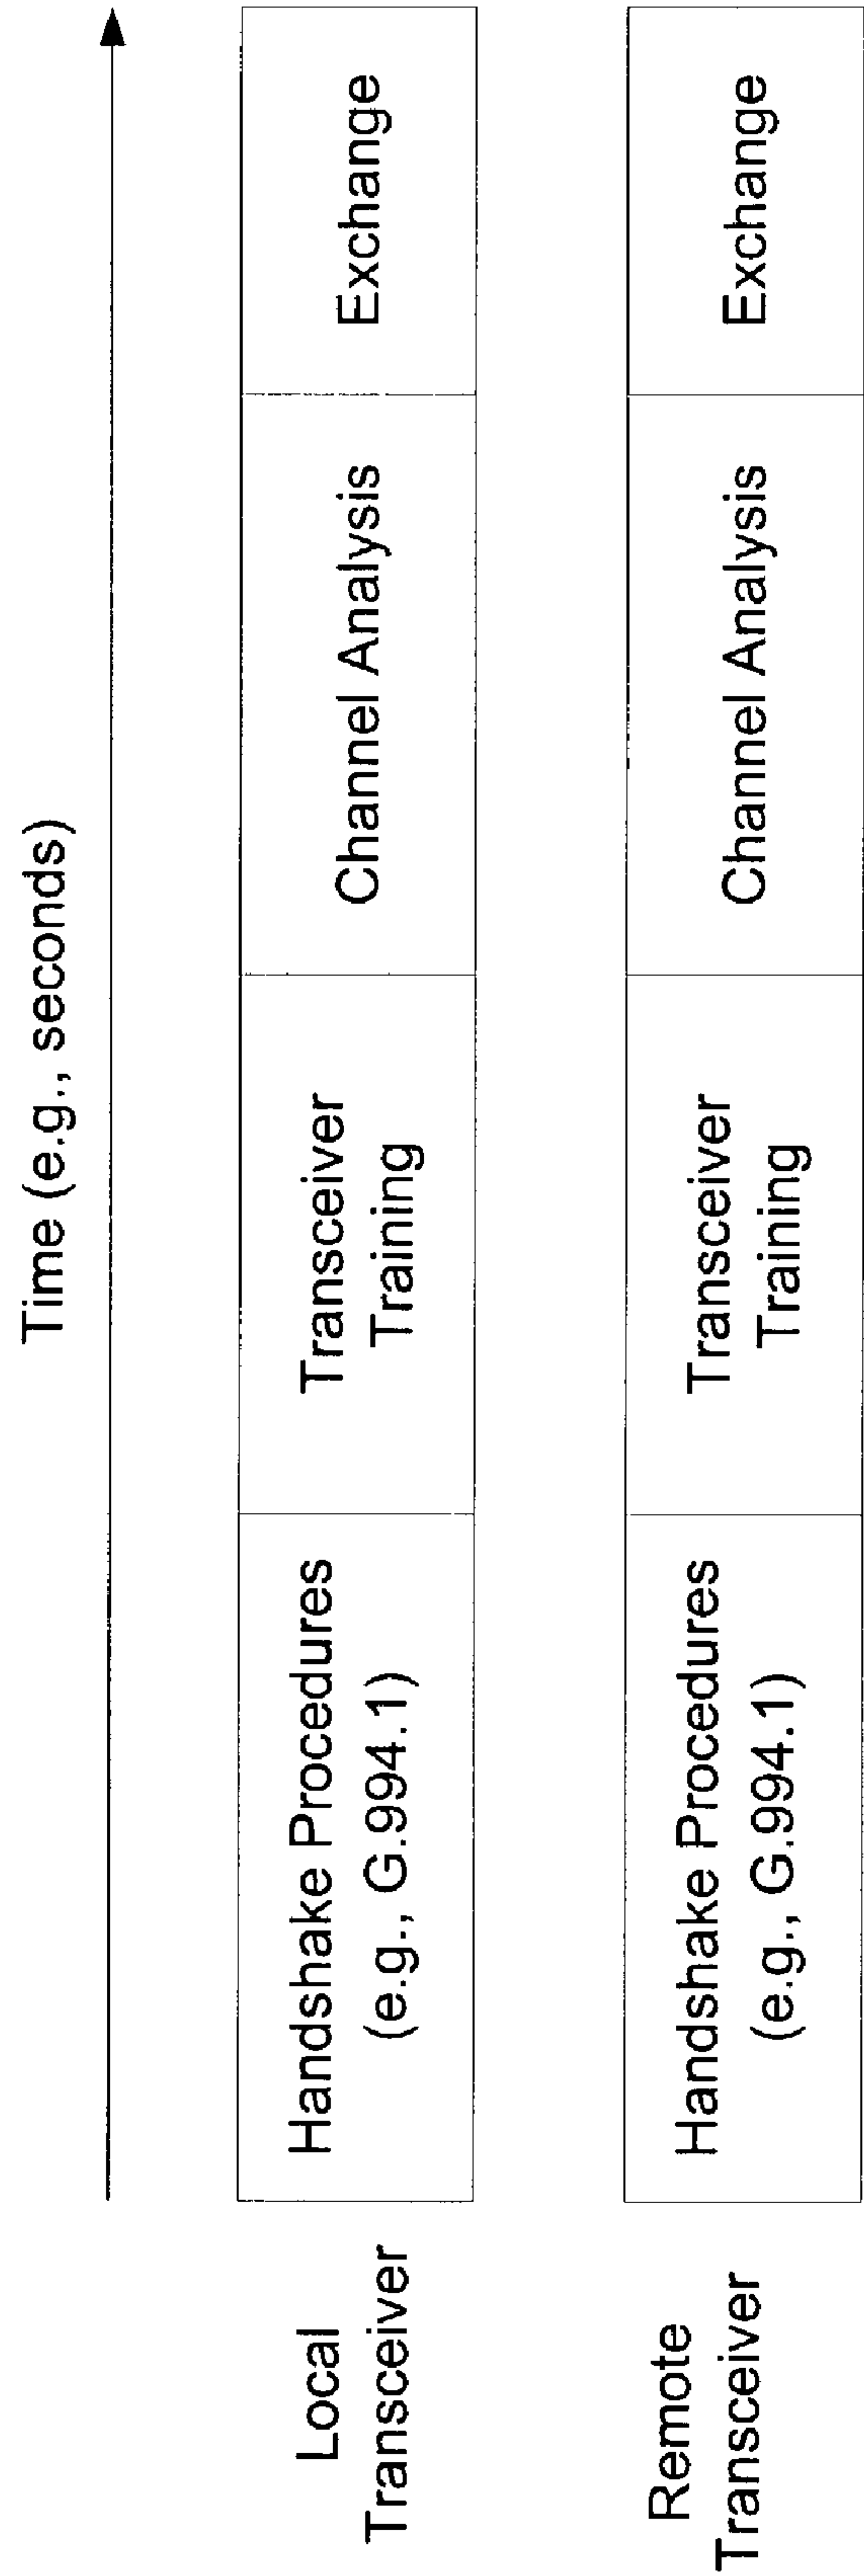 Time (e.g., seconds)
Local
Transceiver
Handshake Procedures
(e.g., G.994.1)
Transceiver
Training
Channel Analysis
Exchange
Remote
Transceiver
Handshake Procedures
(e.g., G.994.1)
Transceiver
Training
Channel Analysis
Exchange